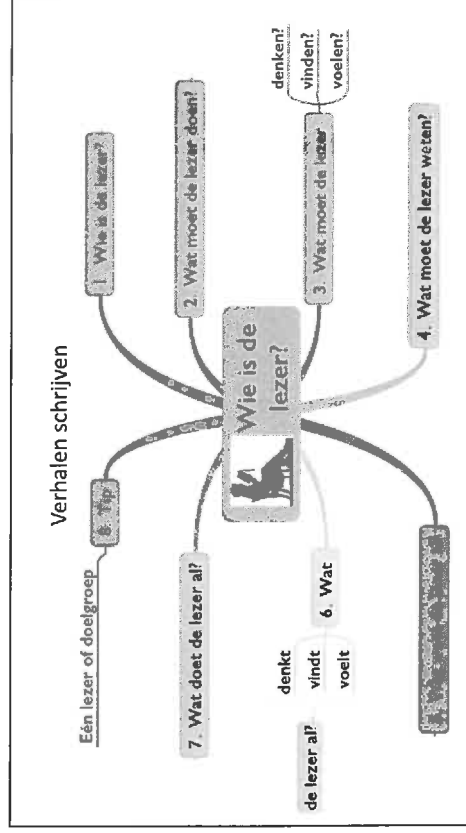 Verhalen schrijven
Wie is de
lezer?
1. Wie is de lezer?
2. Wat moet de lezer doen?
3. Wat moet de lezer
denken?
vinden?
voelen?
4. Wat moet de lezer weten?
6. Wat
denkt
vindt
voelt
de lezer al?
7. Wat doet de lezer al?
8. Tip
Eén lezer of doelgroep